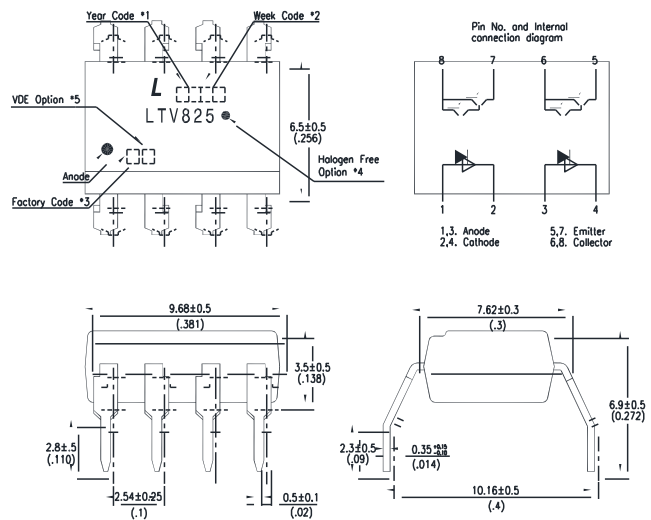 Year Code *1
Week Code *2
Pin No. and Internal
connection diagram
8 7 6 5
L
VDE Option *5
LTV825
6.5±0.5
(.256)
Halogen Free
Option *4
Anode
Factory Code *3
1 2 3 4
1,3. Anode 5,7. Emitter
2,4. Cathode 6,8. Collector
9.68±0.5
(.381)
7.62±0.3
(.3)
3.5±0.5
(.138)
6.9±0.5
(0.272)
2.8±.5
(.110)
2.3±0.5
(.09)
0.35 +0.15 -0.10
(.014)
2.54±0.25
(.1)
0.5±0.1
(.02)
10.16±0.5
(.4)